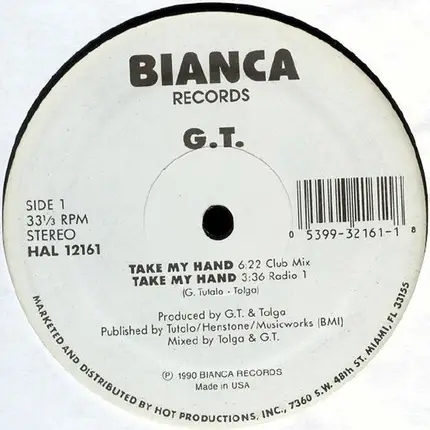 BIANCA
RECORDS
G.T.
SIDE 1
33⅓ RPM
STEREO
HAL 12161
0 5399-32161-1 8
TAKE MY HAND 6:22 Club Mix
TAKE MY HAND 3:36 Radio 1
(G. Tutalo - Tolga)
Produced by G.T. & Tolga
Published by Tutolo/Henstone/Musicworks (BMI)
Mixed by Tolga & G.T.
℗ 1990 BIANCA RECORDS
Made in USA
MARKETED AND DISTRIBUTED BY HOT PRODUCTIONS, INC., 7360 S.W. 48th ST. MIAMI, FL 33155